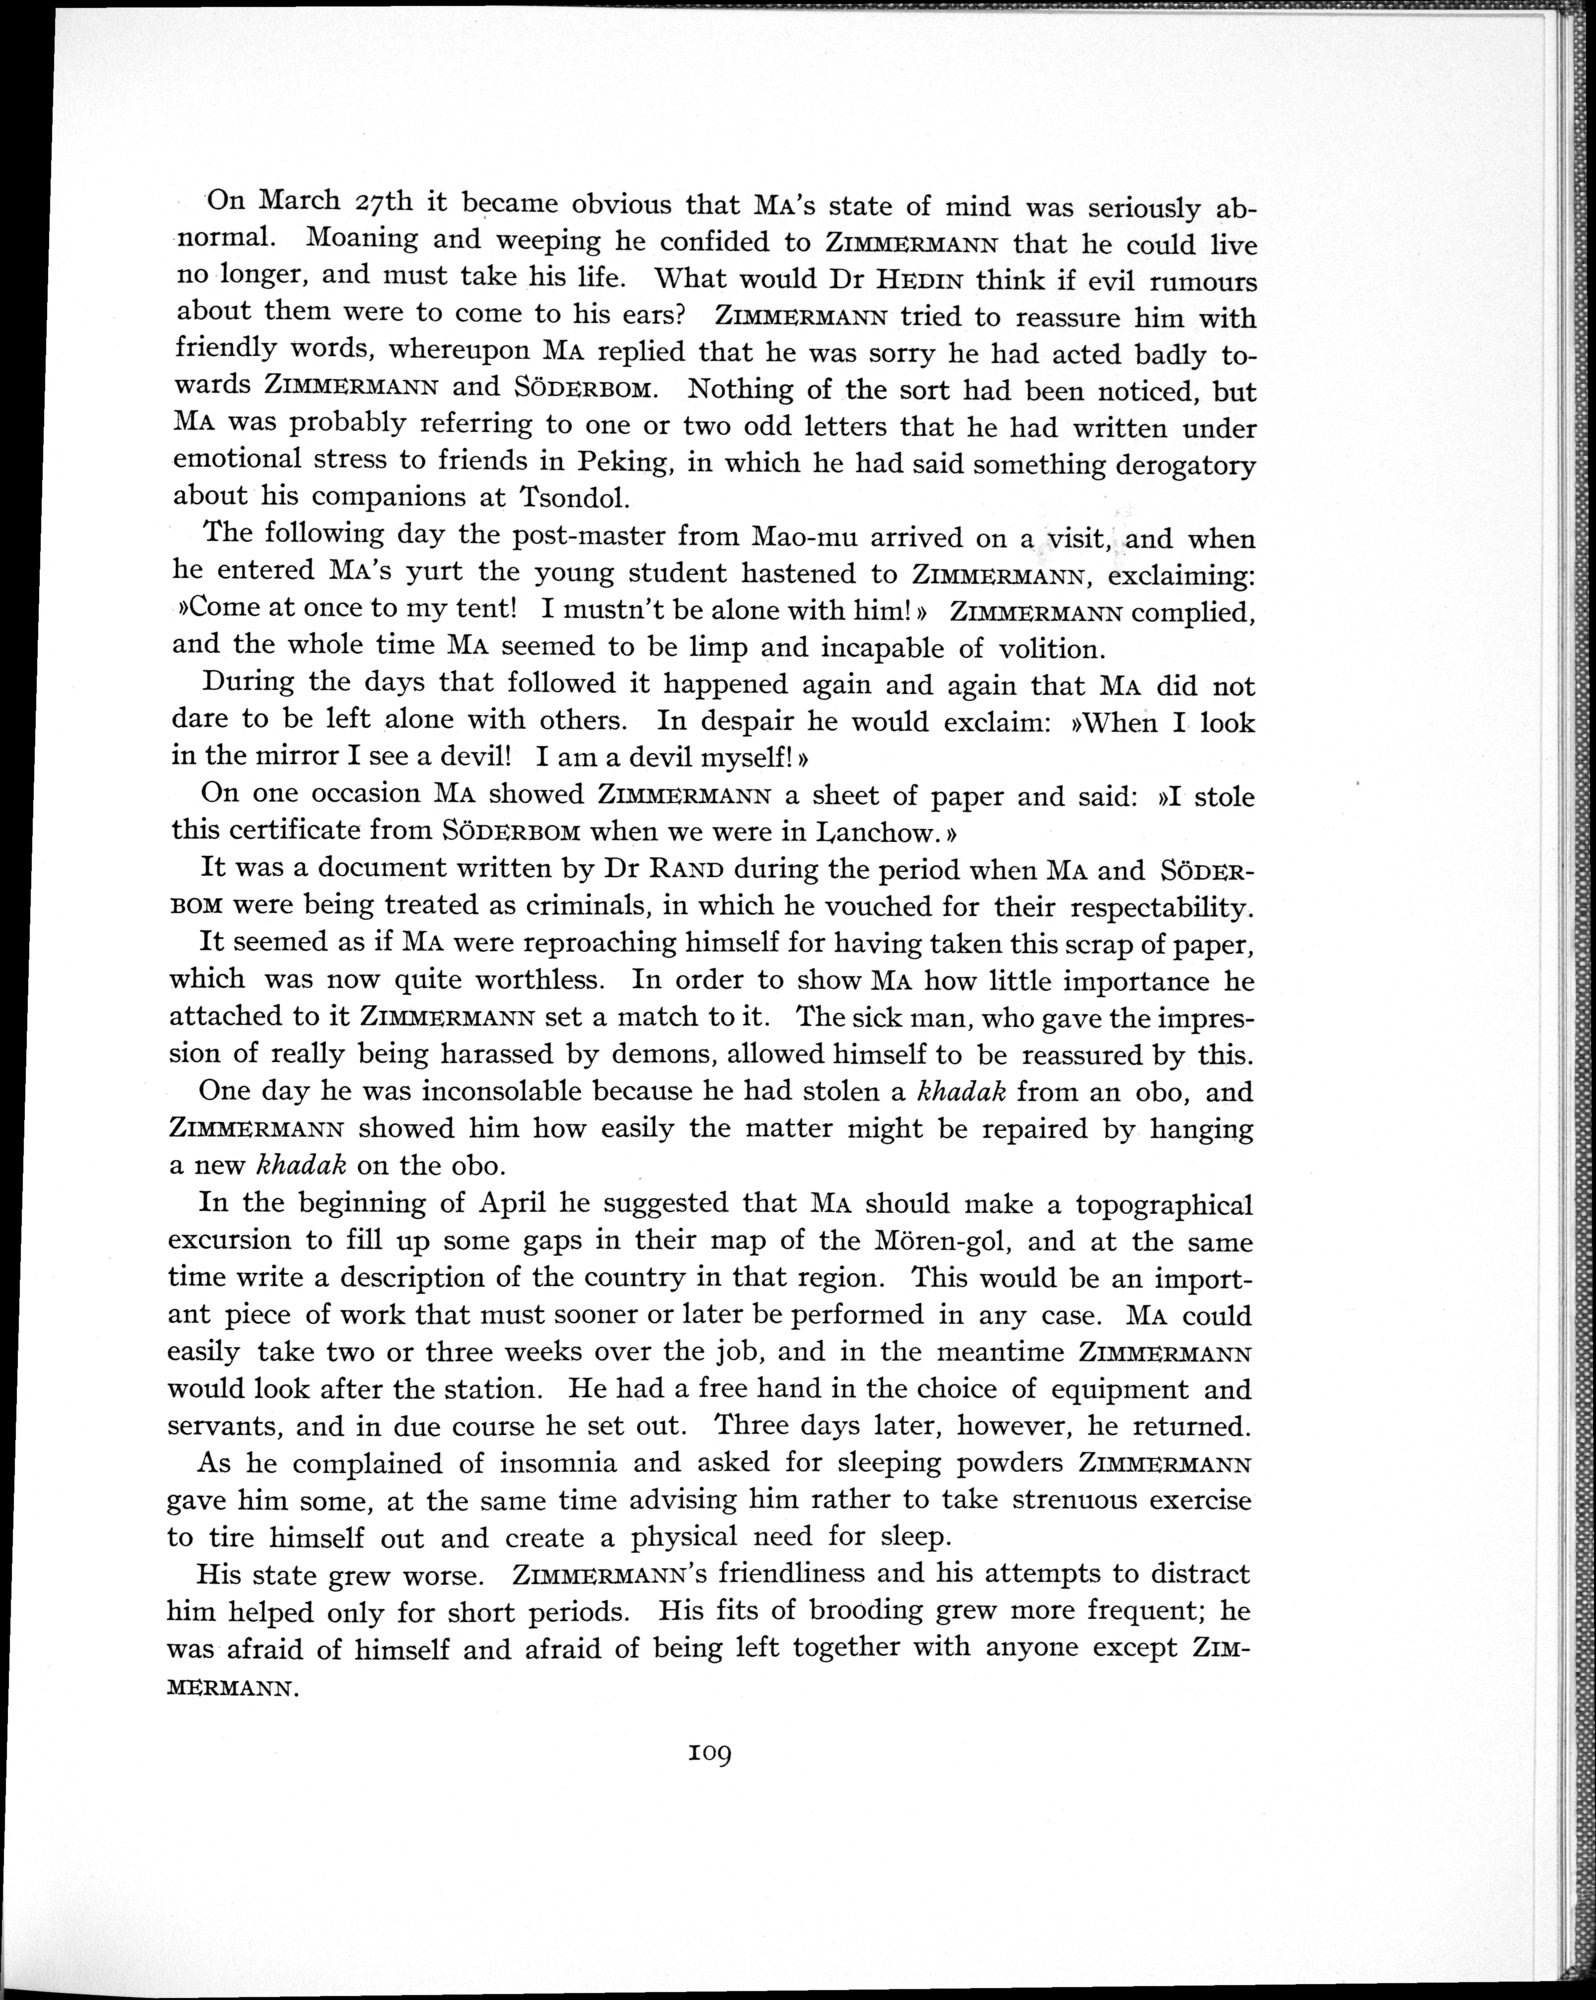 On March 27th it became obvious that MA's state of mind was seriously ab-
normal. Moaning and weeping he confided to ZIMMERMANN that he could live
no longer, and must take his life. What would Dr HEDIN think if evil rumours
about them were to come to his ears? ZIMMERMANN tried to reassure him with
friendly words, whereupon MA replied that he was sorry he had acted badly to-
wards ZIMMERMANN and SÖDERBOM. Nothing of the sort had been noticed, but
MA was probably referring to one or two odd letters that he had written under
emotional stress to friends in Peking, in which he had said something derogatory
about his companions at Tsondol.
The following day the post-master from Mao-mu arrived on a visit, and when
he entered MA's yurt the young student hastened to ZIMMERMANN, exclaiming:
»Come at once to my tent! I mustn't be alone with him!» ZIMMERMANN complied,
and the whole time MA seemed to be limp and incapable of volition.
During the days that followed it happened again and again that MA did not
dare to be left alone with others. In despair he would exclaim: »When I look
in the mirror I see a devil! I am a devil myself!»
On one occasion MA showed ZIMMERMANN a sheet of paper and said: »I stole
this certificate from SÖDERBOM when we were in Lanchow.»
It was a document written by Dr RAND during the period when MA and SÖDER-
BOM were being treated as criminals, in which he vouched for their respectability.
It seemed as if MA were reproaching himself for having taken this scrap of paper,
which was now quite worthless. In order to show MA how little importance he
attached to it ZIMMERMANN set a match to it. The sick man, who gave the impres-
sion of really being harassed by demons, allowed himself to be reassured by this.
One day he was inconsolable because he had stolen a khadak from an obo, and
ZIMMERMANN showed him how easily the matter might be repaired by hanging
a new khadak on the obo.
In the beginning of April he suggested that MA should make a topographical
excursion to fill up some gaps in their map of the Mören-gol, and at the same
time write a description of the country in that region. This would be an import-
ant piece of work that must sooner or later be performed in any case. MA could
easily take two or three weeks over the job, and in the meantime ZIMMERMANN
would look after the station. He had a free hand in the choice of equipment and
servants, and in due course he set out. Three days later, however, he returned.
As he complained of insomnia and asked for sleeping powders ZIMMERMANN
gave him some, at the same time advising him rather to take strenuous exercise
to tire himself out and create a physical need for sleep.
His state grew worse. ZIMMERMANN's friendliness and his attempts to distract
him helped only for short periods. His fits of brooding grew more frequent; he
was afraid of himself and afraid of being left together with anyone except ZIM-
MERMANN.
109